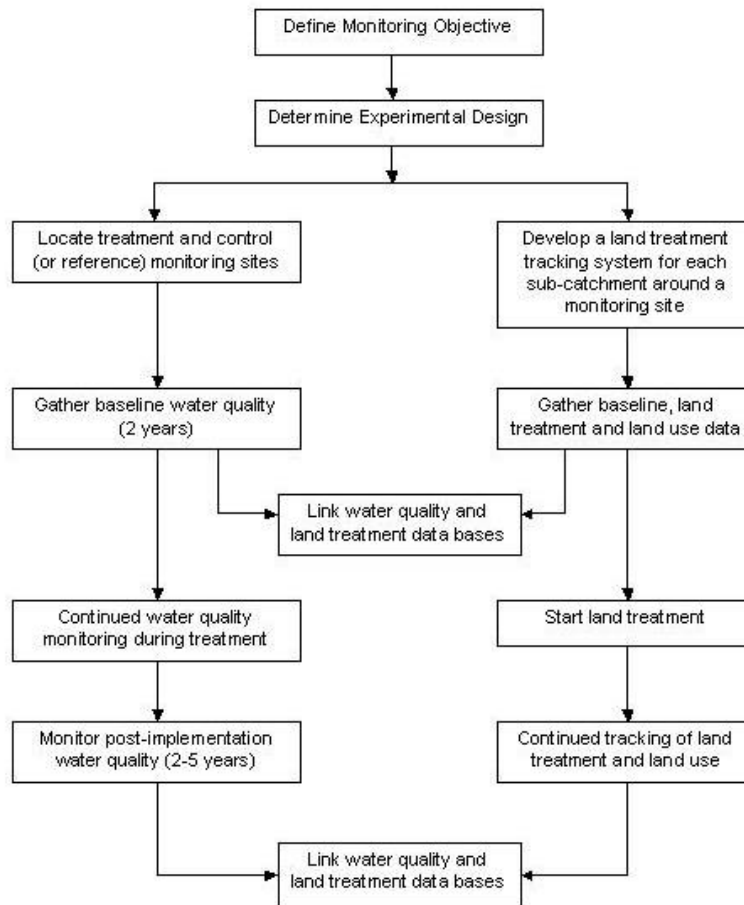 Define Monitoring Objective
Determine Experimental Design
Locate treatment and control
(or reference) monitoring sites
Develop a land treatment
tracking system for each
sub-catchment around a
monitoring site
Gather baseline water quality
(2 years)
Gather baseline, land
treatment and land use data
Link water quality and
land treatment data bases
Continued water quality
monitoring during treatment
Start land treatment
Monitor post-implementation
water quality (2-5 years)
Continued tracking of land
treatment and land use
Link water quality and
land treatment data bases